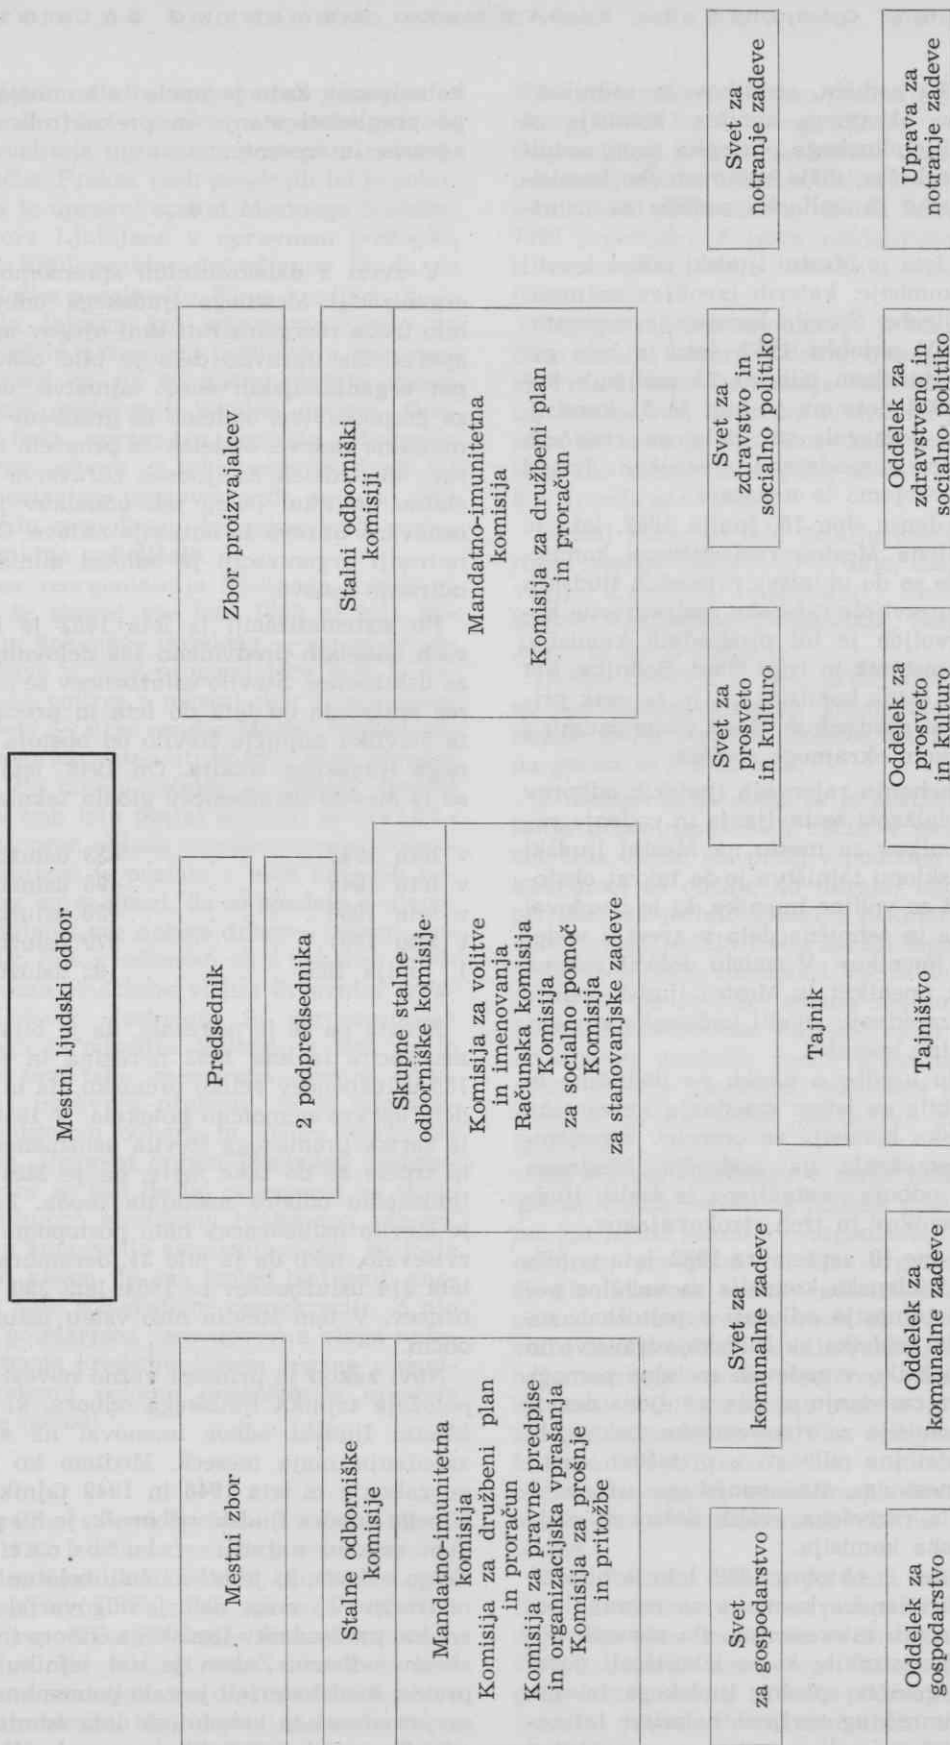 Mestni ljudski odbor
Mestni zbor
Predsednik
Zbor proizvajalcev
2 podpredsednika
Stalne odborniške
komisije
Mandatno-imunitetna
komisija
Komisija za družbeni plan
in proračun
Komisija za pravne predpise
in organizacijska vprašanja
Komisija za prošnje
in pritožbe
Skupne stalne
odborniške komisije
Komisija za volitve
in imenovanja
Računska komisija
Komisija
za socialno pomoč
Komisija
za stanovanjske zadeve
Stalni odborniški
komisili
Mandatno-imunitetna
komisija
Komisija za družbeni plan
in proračun
Svet
za gospodarstvo
Svet za
komunalne zadeve
Tajnik
Svet za
prosveto
in kulturo
Svet za
zdravstvo in
socialno politiko
Svet za
notranje zadeve
Oddelek za
gospodarstvo
Oddelek za
komunalne zadeve
Tajništvo
Oddelek za
prosveto
in kulturo
Oddelek za
zdravstveno in
socialno politiko
Uprava za
notranje zadeve